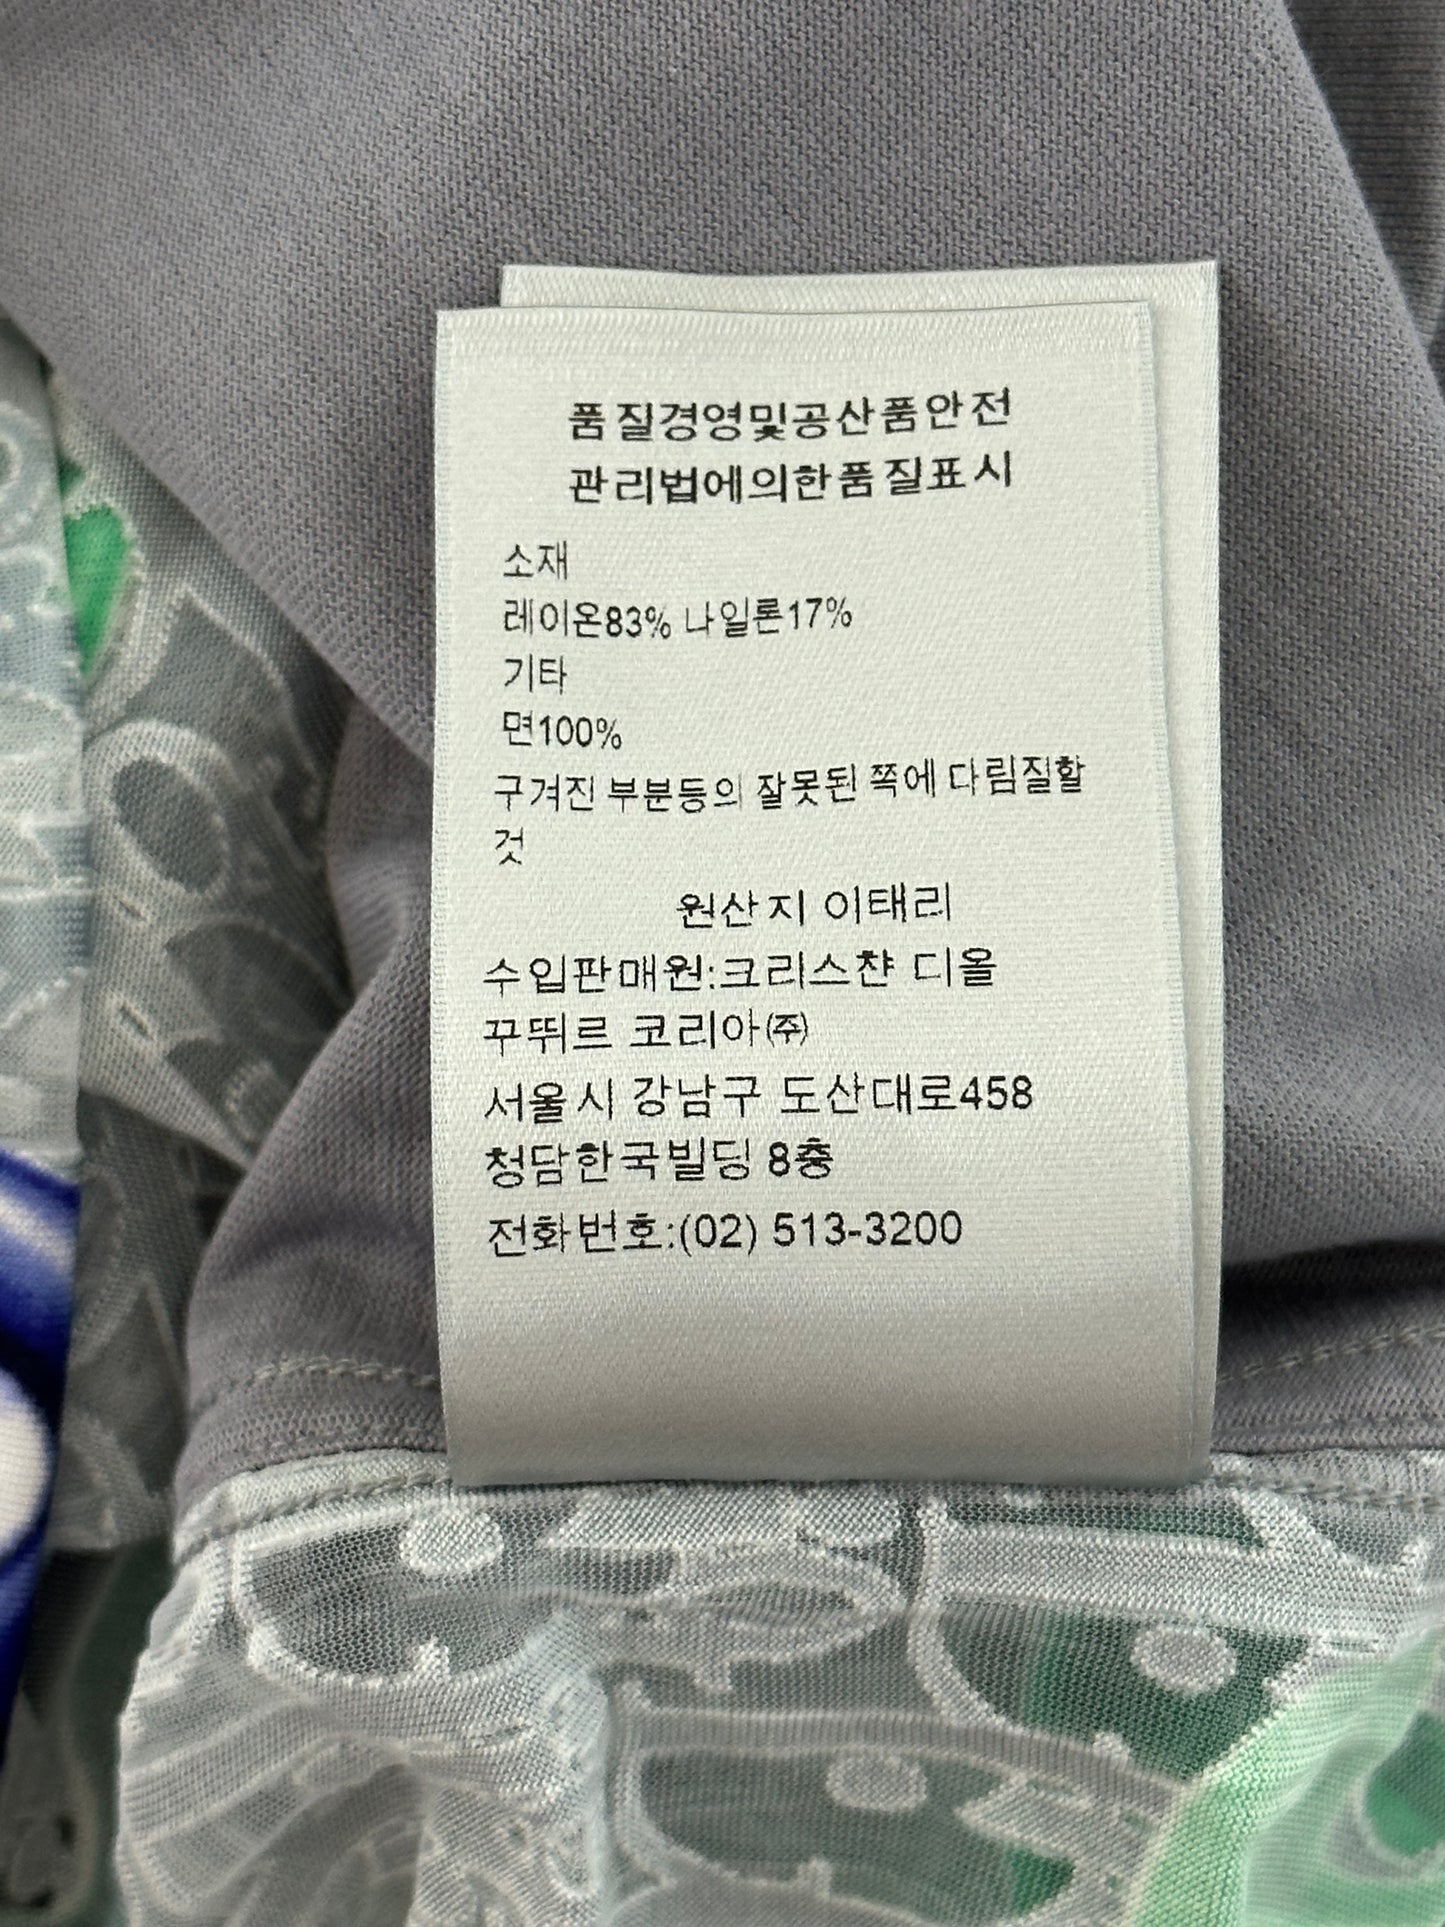 품질경영및공산품안전
관리법에의한품질표시
소재
레이온83% 나일론17%
기타
면100%
구겨진 부분등의 잘못된 쪽에 다림질할
것
원산지 이태리
수입판매원:크리스챤 디올
꾸뛰르 코리아㈜
서울시 강남구 도산대로458
청담한국빌딩 8층
전화번호:(02) 513-3200